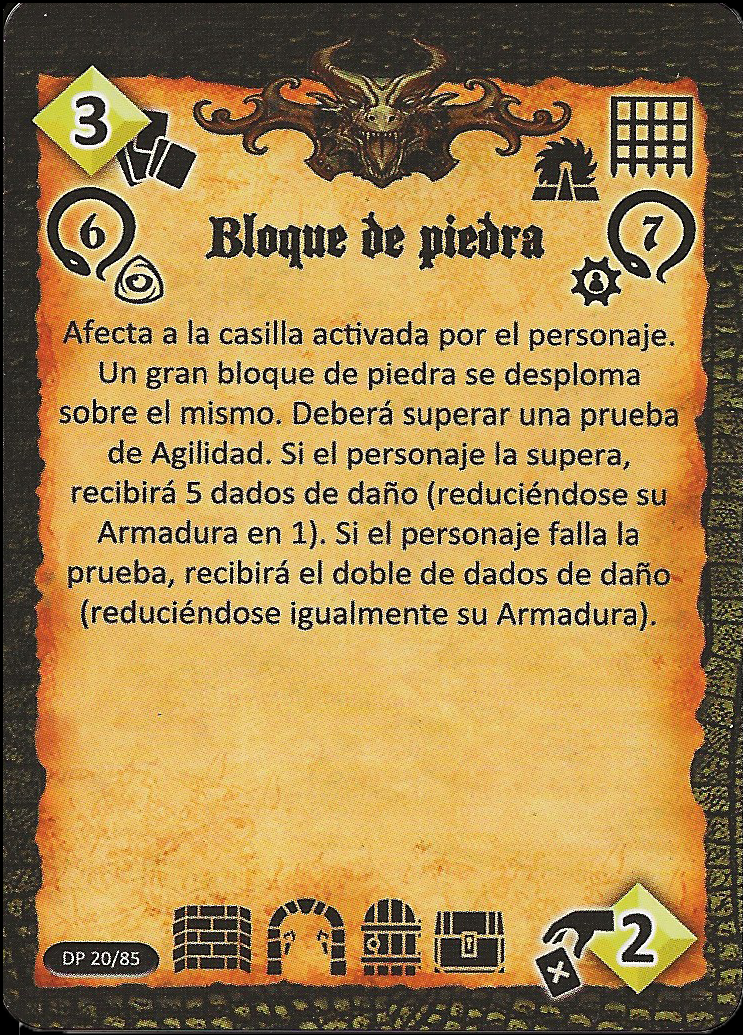 3
6
7
Bloque de piedra
Afecta a la casilla activada por el personaje.
Un gran bloque de piedra se desploma
sobre el mismo. Deberá superar una prueba
de Agilidad. Si el personaje la supera,
recibirá 5 dados de daño (reduciéndose su
Armadura en 1). Si el personaje falla la
prueba, recibirá el doble de dados de daño
(reduciéndose igualmente su Armadura).
DP 20/85
2